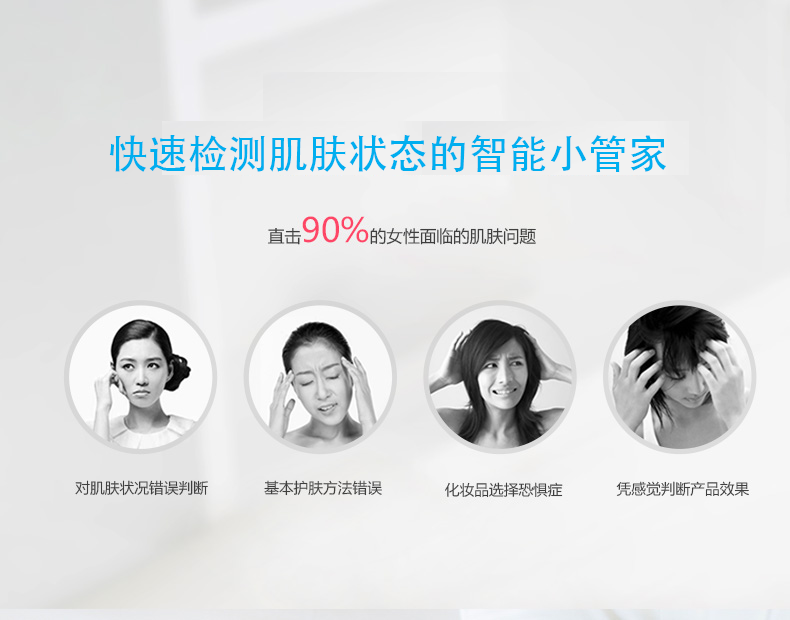 快速检测肌肤状态的智能小管家
直击90%的女性面临的肌肤问题
对肌肤状况错误判断
基本护肤方法错误
化妆品选择恐惧症
凭感觉判断产品效果